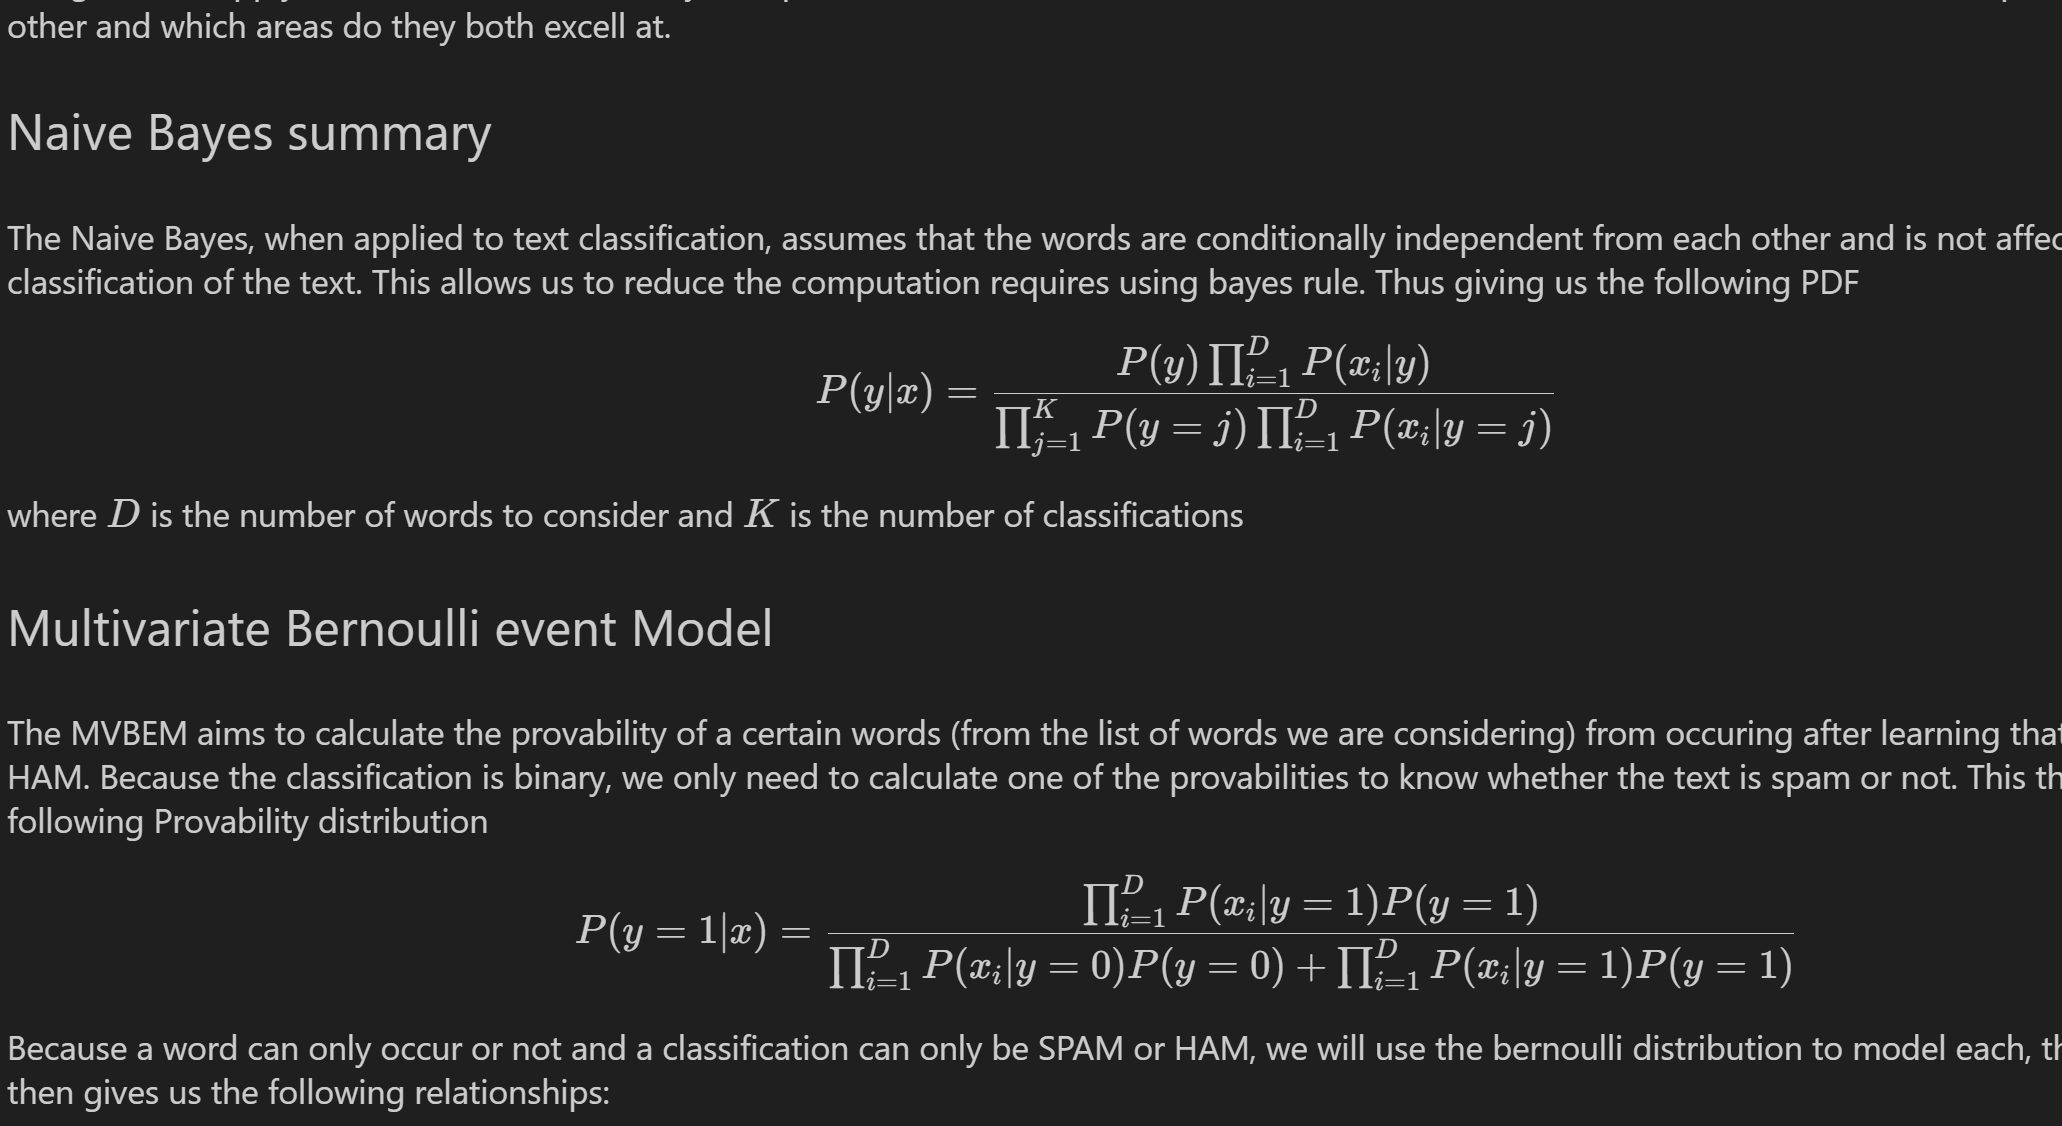 other and which areas do they both excell at.
Naive Bayes summary
The Naive Bayes, when applied to text classification, assumes that the words are conditionally independent from each other and is not affec
classification of the text. This allows us to reduce the computation requires using bayes rule. Thus giving us the following PDF
P(y|x) = \frac{P(y) \prod_{i=1}^{D} P(x_i|y)}{\prod_{j=1}^{K} P(y = j) \prod_{i=1}^{D} P(x_i|y = j)}
where D is the number of words to consider and K is the number of classifications
Multivariate Bernoulli event Model
The MVBEM aims to calculate the provability of a certain words (from the list of words we are considering) from occuring after learning that
HAM. Because the classification is binary, we only need to calculate one of the provabilities to know whether the text is spam or not. This th
following Provability distribution
P(y = 1|x) = \frac{\prod_{i=1}^{D} P(x_i|y = 1)P(y = 1)}{\prod_{i=1}^{D} P(x_i|y = 0)P(y = 0) + \prod_{i=1}^{D} P(x_i|y = 1)P(y = 1)}
Because a word can only occur or not and a classification can only be SPAM or HAM, we will use the bernoulli distribution to model each, th
then gives us the following relationships: